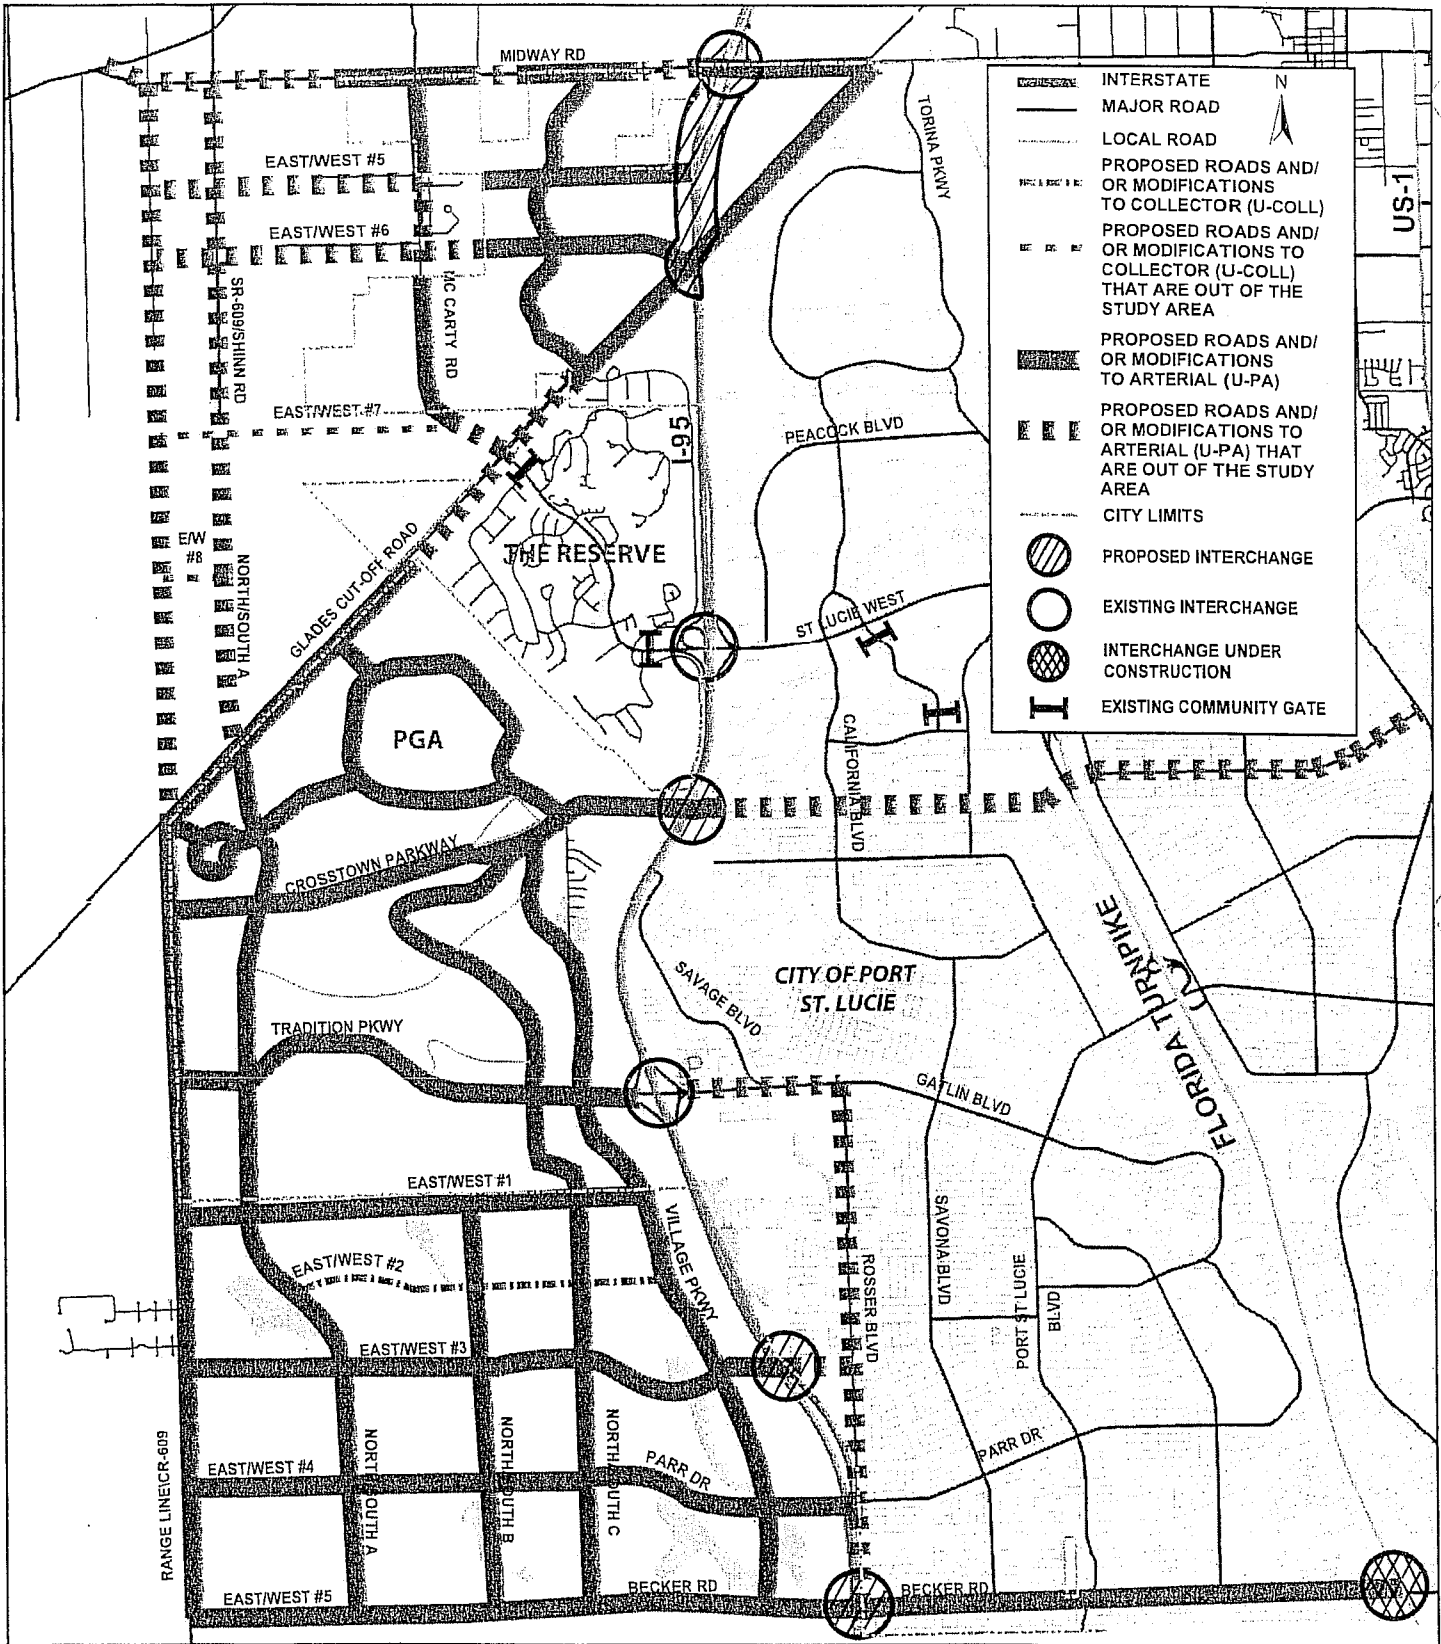 MIDWAY RD
TORINA PKWY
EAST/WEST #5
EAST/WEST #6
SR-609/SHINN RD
MC CARTY RD
EAST/WEST #7
I-95
PEACOCK BLVD
US-1
INTERSTATE
N
MAJOR ROAD
LOCAL ROAD
PROPOSED ROADS AND/
OR MODIFICATIONS
TO COLLECTOR (U-COLL)
PROPOSED ROADS AND/
OR MODIFICATIONS TO
COLLECTOR (U-COLL)
THAT ARE OUT OF THE
STUDY AREA
PROPOSED ROADS AND/
OR MODIFICATIONS
TO ARTERIAL (U-PA)
PROPOSED ROADS AND/
OR MODIFICATIONS TO
ARTERIAL (U-PA) THAT
ARE OUT OF THE STUDY
AREA
CITY LIMITS
PROPOSED INTERCHANGE
EXISTING INTERCHANGE
INTERCHANGE UNDER
CONSTRUCTION
EXISTING COMMUNITY GATE
E/W
#8
NORTH/SOUTH A
GLADES CUT-OFF ROAD
THE RESERVE
ST LUCIE WEST
PGA
CALIFORNIA BLVD
CROSSTOWN PARKWAY
FLORIDA TURNPIKE
SAVAGE BLVD
CITY OF PORT
ST. LUCIE
TRADITION PKWY
GATLIN BLVD
EAST/WEST #1
VILLAGE PKWY
EAST/WEST #2
ROSSER BLVD
SAVONA BLVD
PORT ST LUCIE
BLVD
EAST/WEST #3
RANGE LINE/CR-609
EAST/WEST #4
NORTH SOUTH A
NORTH SOUTH B
NORTH SOUTH C
PARR DR
PARR DR
EAST/WEST #5
BECKER RD
BECKER RD